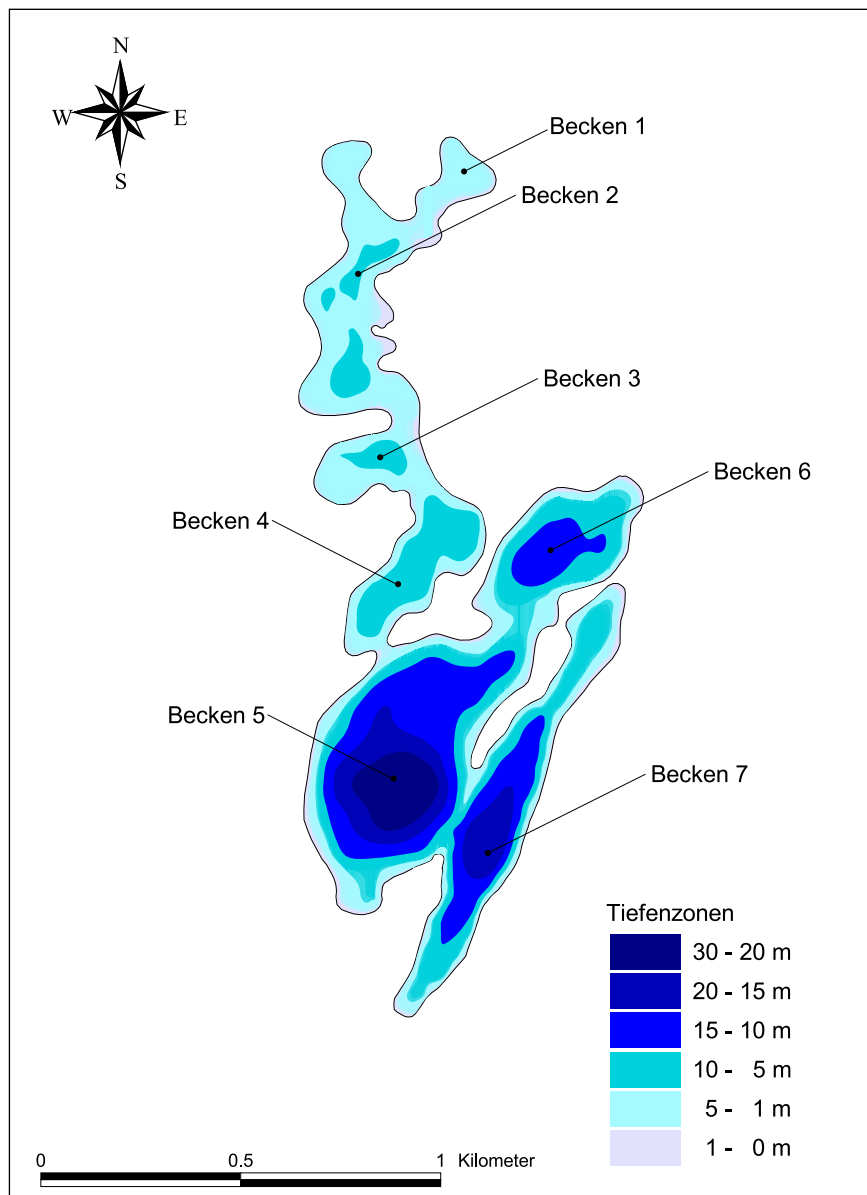 N
W E
S
Becken 1
Becken 2
Becken 3
Becken 6
Becken 4
Becken 5
Becken 7
Tiefenzonen
30 - 20 m
20 - 15 m
15 - 10 m
10 - 5 m
5 - 1 m
1 - 0 m
0 0.5 1 Kilometer